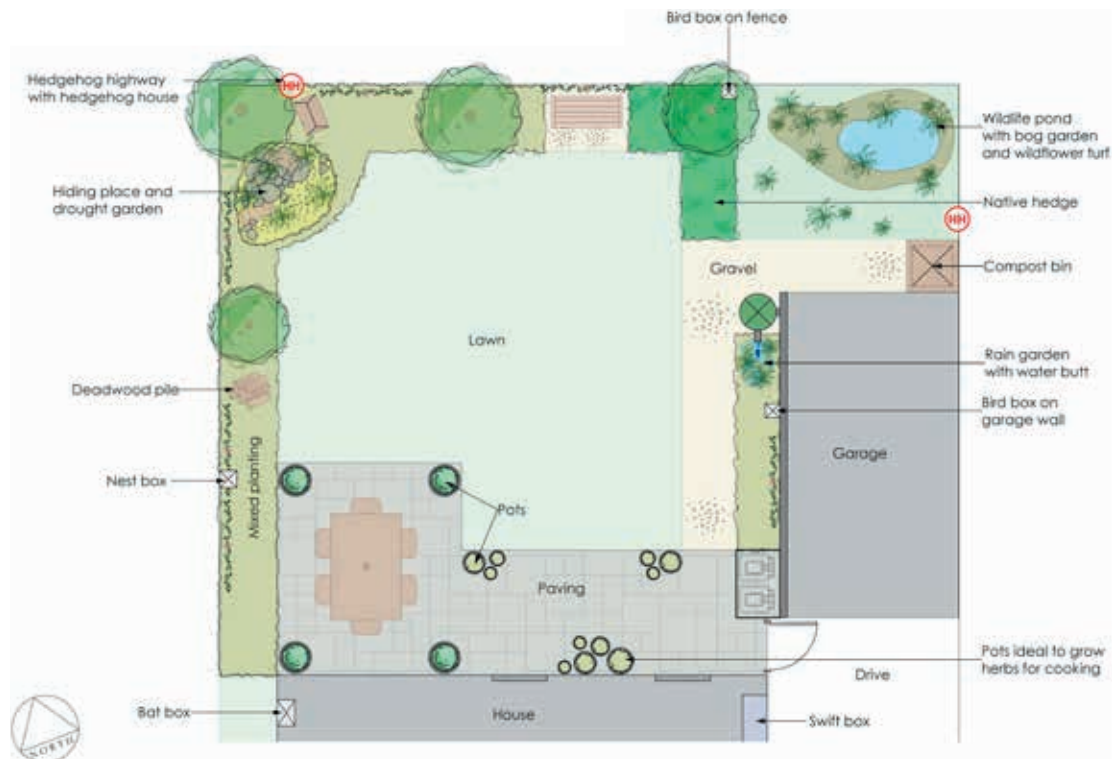 Bird box on fence
HH
Hedgehog highway
with hedgehog house
Wildlife pond
with bog garden
and wildflower turf
Hiding place and
drought garden
Native hedge
HH
Gravel
Compost bin
Lawn
Rain garden
with water butt
Deadwood pile
Bird box on
garage wall
Garage
Nest box
Mixed planting
Pots
Paving
Pots ideal to grow
herbs for cooking
Drive
Bat box
House
Swift box
NORTH